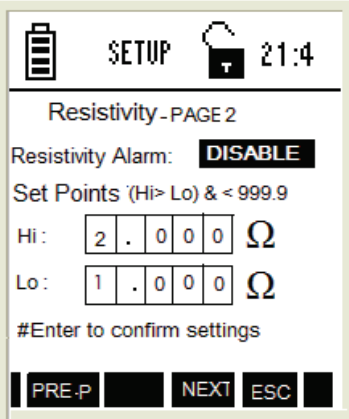 SETUP 21:4
Resistivity-PAGE 2
Resistivity Alarm: DISABLE
Set Points (Hi> Lo) & < 999.9
Hi: 2.000 Ω
Lo: 1.000 Ω
#Enter to confirm settings
PRE-P NEXT ESC